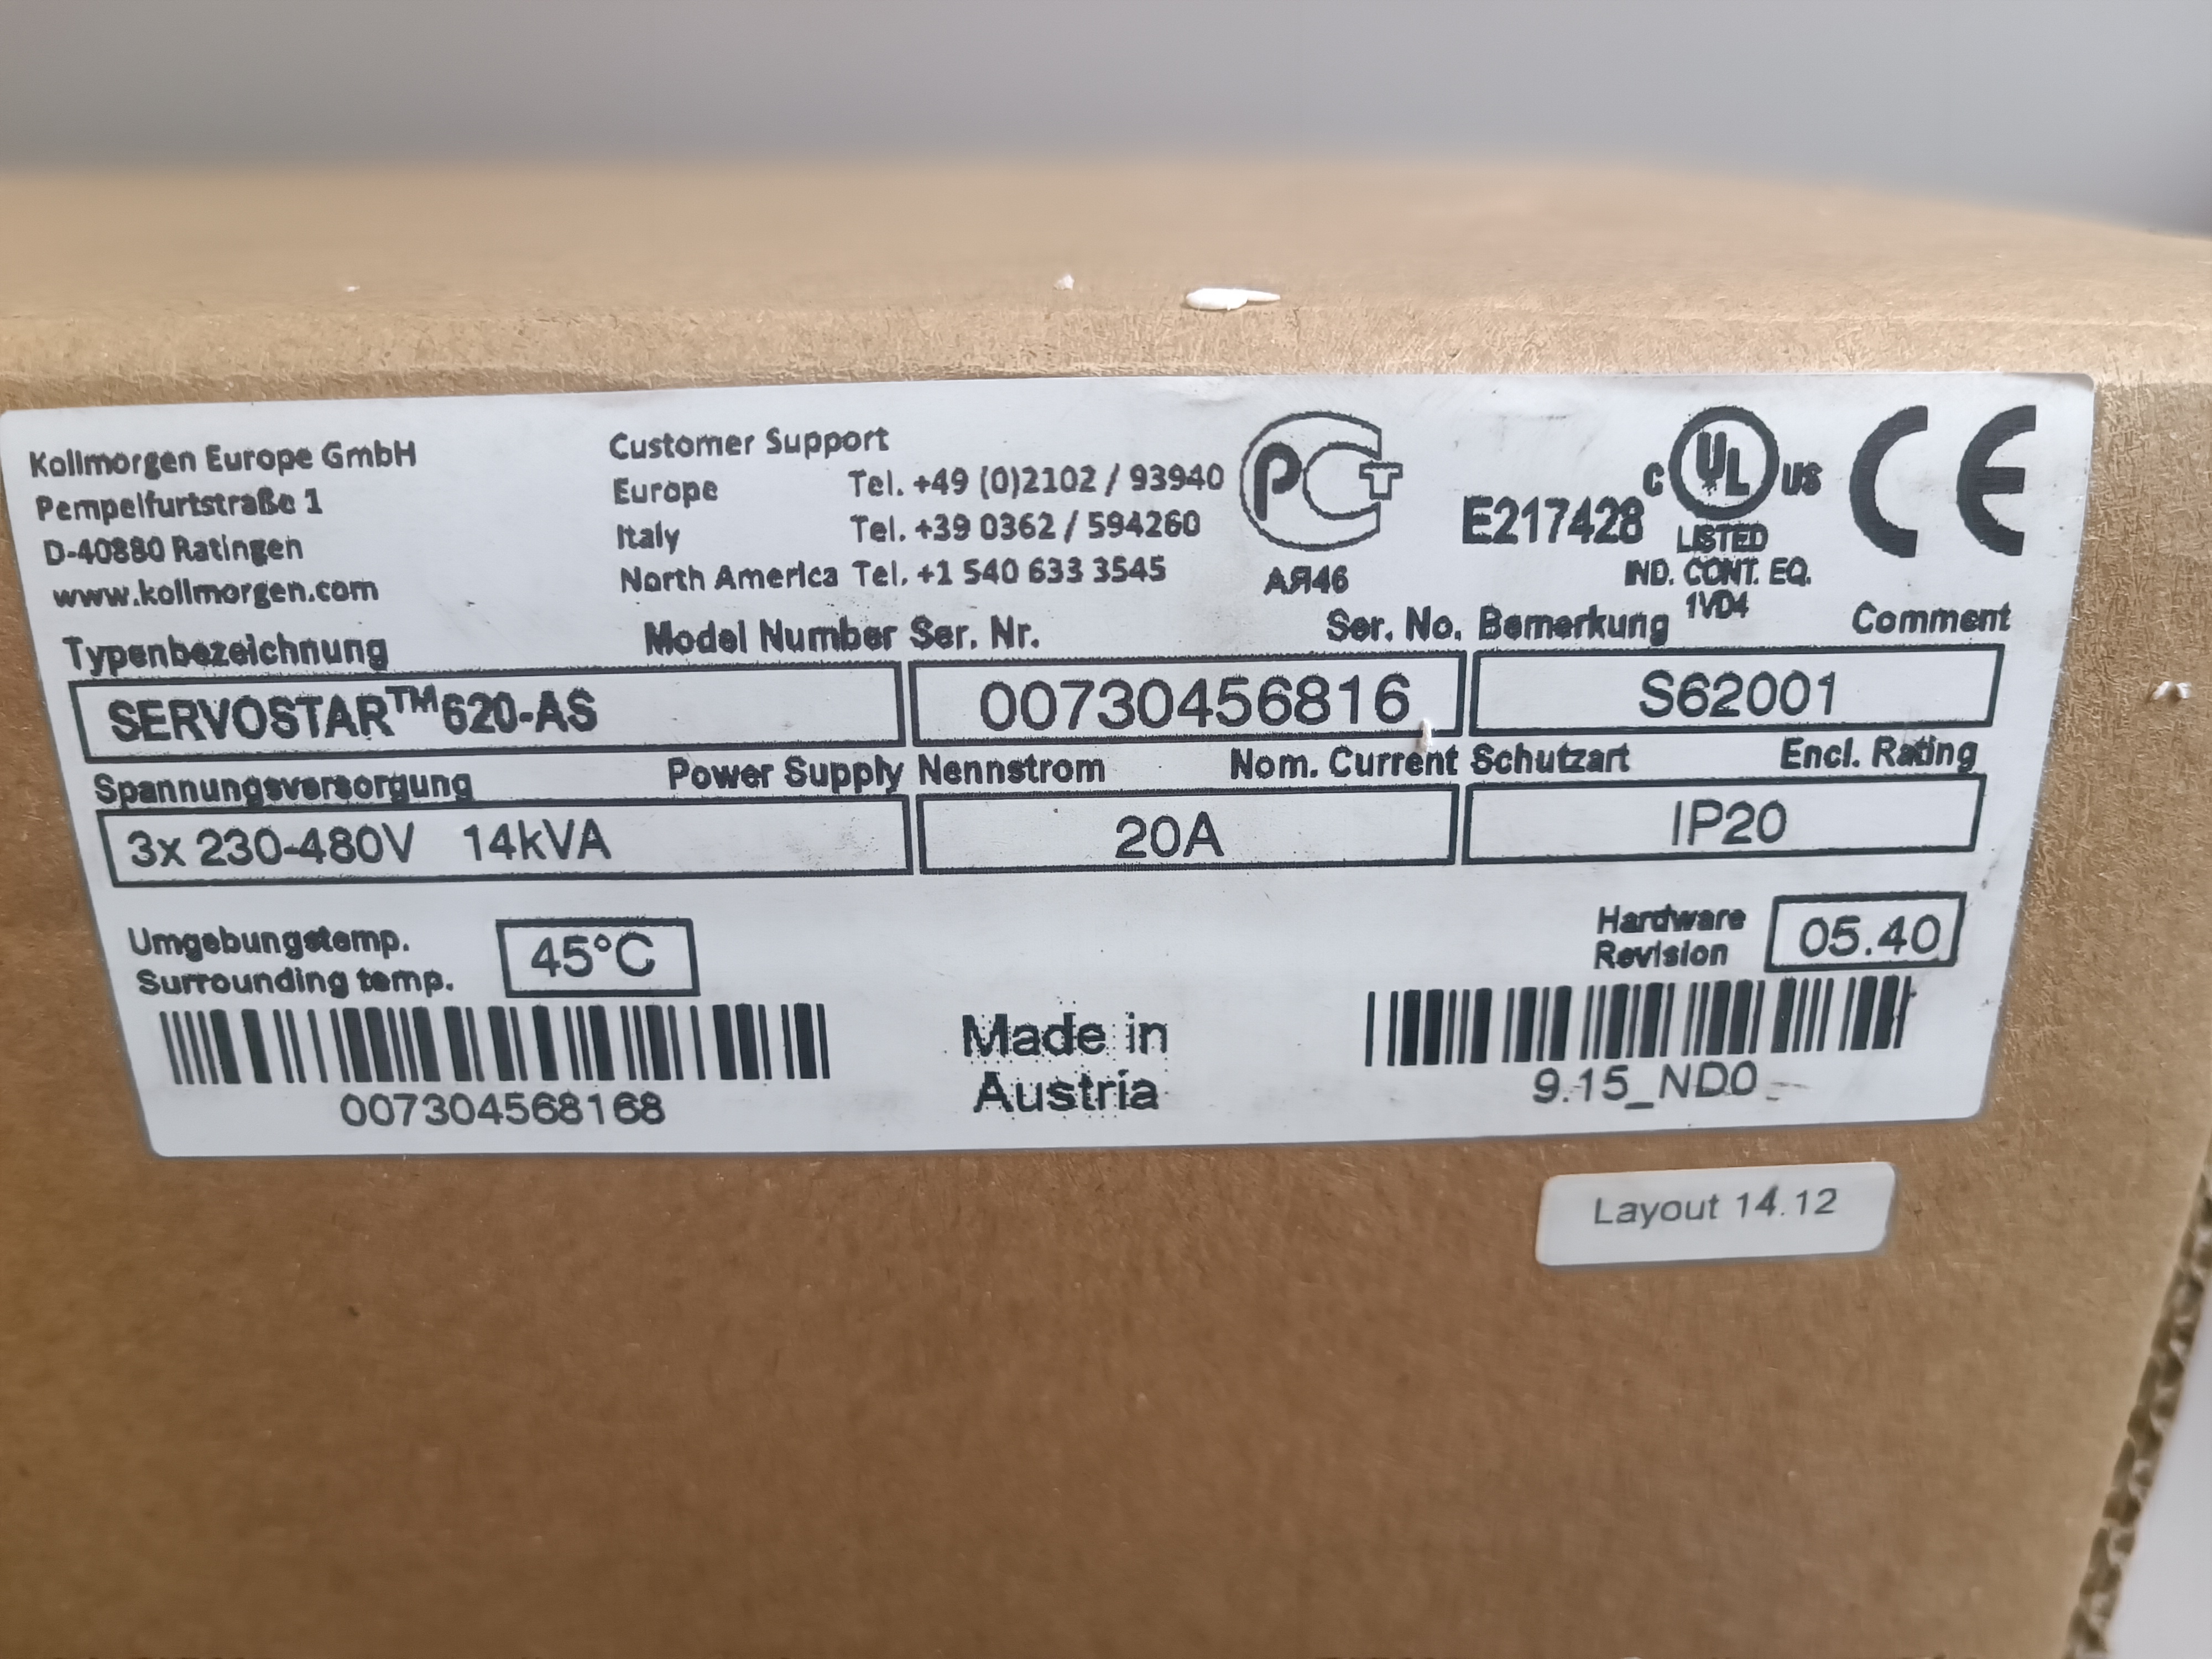 Kollmorgen Europe GmbH
Pempelfurtstraße 1
D-40880 Ratingen
www.kollmorgen.com
Customer Support
Europe Tel. +49 (0)2102 / 93940
Italy Tel. +39 0362 / 594260
North America Tel. +1 540 633 3545
РСТ
АЯ46
E217428
C UL US
LISTED
IND. CONT. EQ.
1VD4
CE
Typenbezeichnung Model Number Ser. Nr. Ser. No. Bemerkung Comment
SERVOSTAR™620-AS 00730456816 S62001
Spannungsversorgung Power Supply Nennstrom Nom. Current Schutzart Encl. Rating
3x 230-480V 14kVA 20A IP20
Umgebungstemp.
Surrounding temp. 45°C
Hardware
Revision 05.40
007304568168
Made in
Austria
9.15_ND0
Layout 14.12